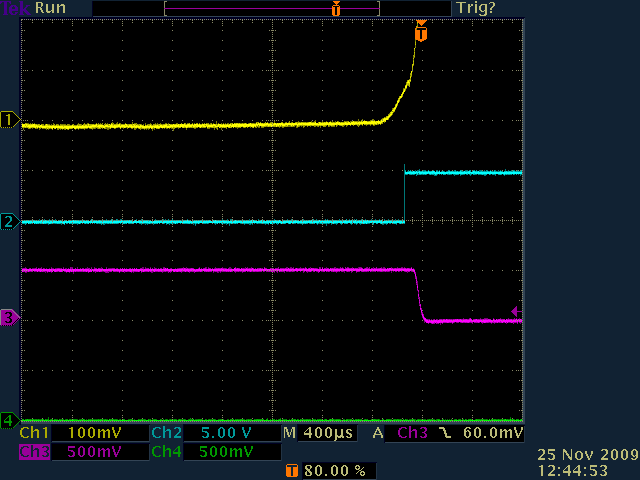 Tek Run Trig?
T
T
1
2
3
4
Ch1 100mV Ch2 5.00 V M 400µs A Ch3 60.0mV
Ch3 500mV Ch4 500mV
T 80.00 %
25 Nov 2009
12:44:53